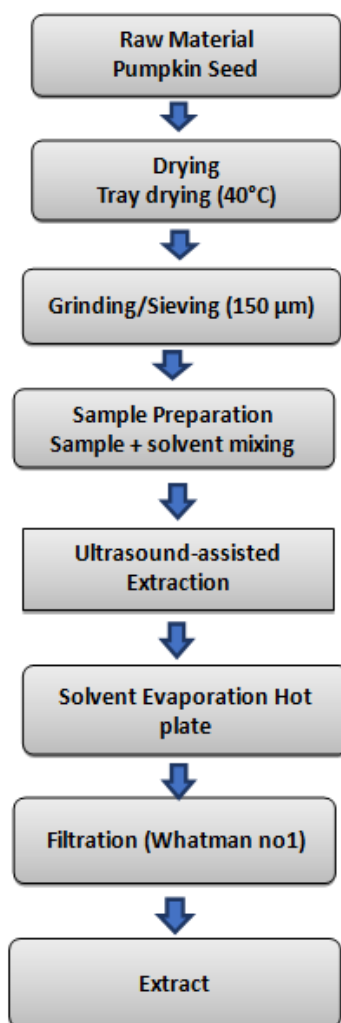 Raw Material
Pumpkin Seed
Drying
Tray drying (40°C)
Grinding/Sieving (150 µm)
Sample Preparation
Sample + solvent mixing
Ultrasound-assisted
Extraction
Solvent Evaporation Hot
plate
Filtration (Whatman no1)
Extract